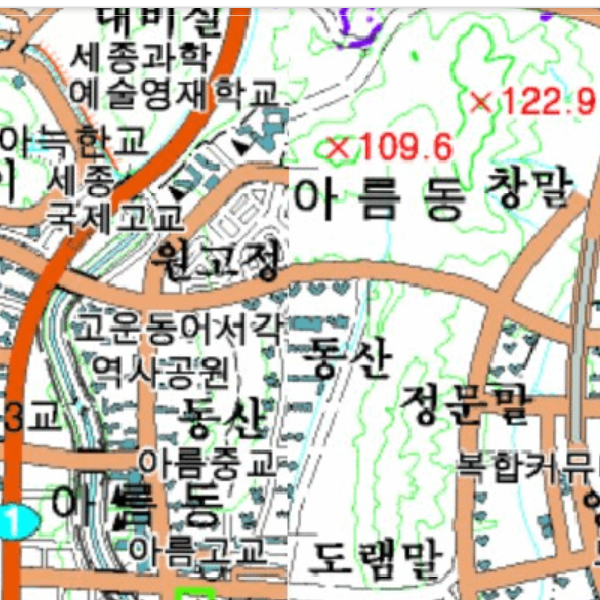 세종과학
예술영재학교
×122.9
아늑한교
×109.6
세종
국제고교
아름동
창말
원고정
고운동어서각
역사공원
동산
정문말
3교
동산
아름중교
복합커뮤
아름동
1
아름고교
도램말